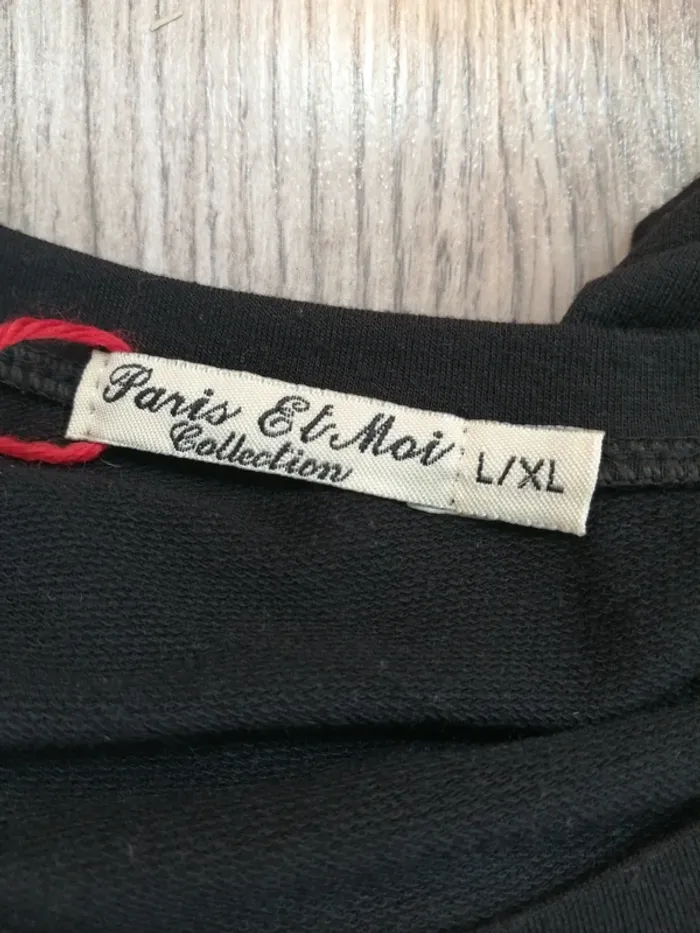 Paris Et Moi
Collection
L/XL